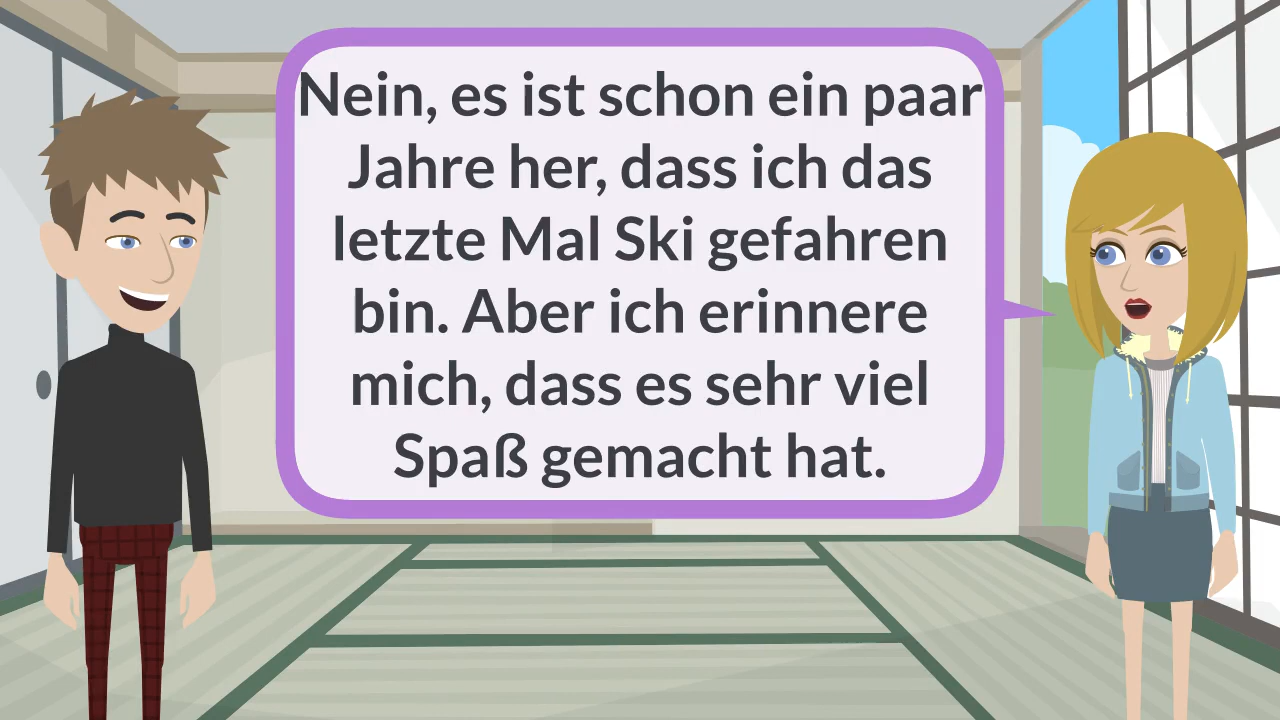 Nein, es ist schon ein paar
Jahre her, dass ich das
letzte Mal Ski gefahren
bin. Aber ich erinnere
mich, dass es sehr viel
Spaß gemacht hat.